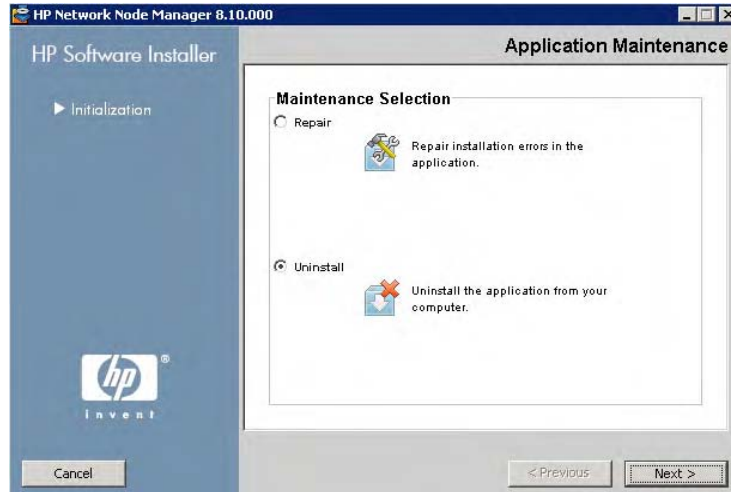 HP Network Node Manager 8.10.000
HP Software Installer
Application Maintenance
Initialization
Maintenance Selection
Repair
Repair installation errors in the
application.
Uninstall
Uninstall the application from your
computer.
hp
®
invent
Cancel
< Previous
Next >